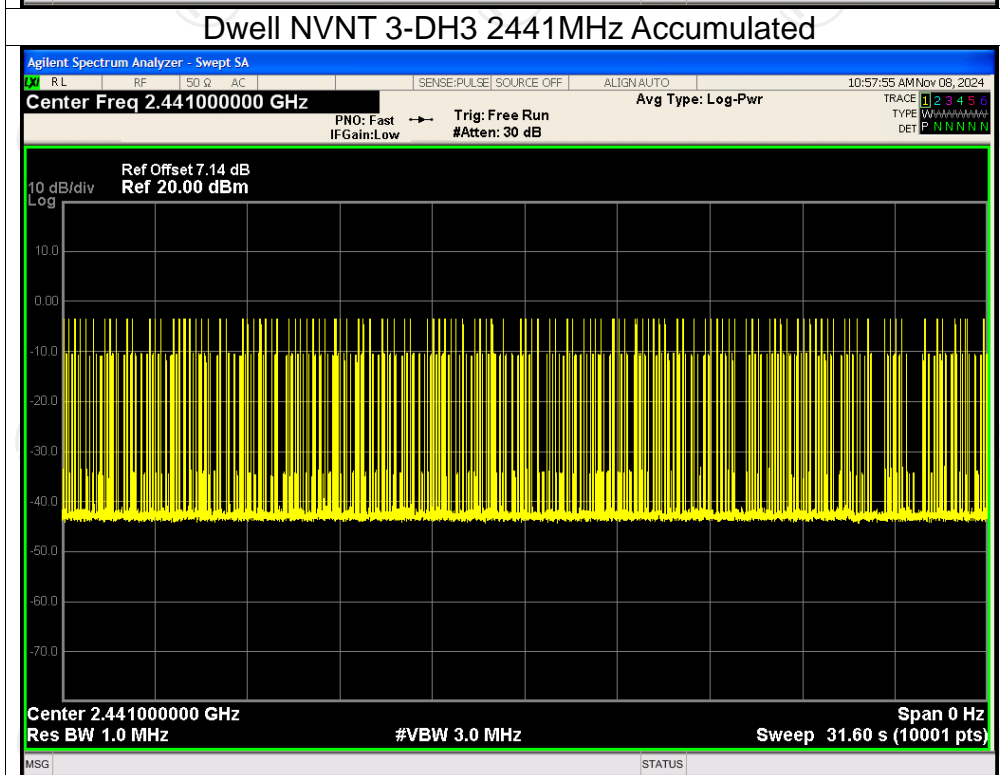 Dwell NVNT 3-DH3 2441MHz Accumulated
Agilent Spectrum Analyzer - Swept SA
LXI RL RF 50 Ω AC SENSE:PULSE SOURCE OFF ALIGN AUTO 10:57:55 AM Nov 08, 2024
Center Freq 2.441000000 GHz Avg Type: Log-Pwr TRACE 1 2 3 4 5 6
PNO: Fast Trig: Free Run TYPE WWWWWW
IFGain:Low #Atten: 30 dB DET P N N N N N
Ref Offset 7.14 dB
10 dB/div Ref 20.00 dBm
Log
10.0
0.00
-10.0
-20.0
-30.0
-40.0
-50.0
-60.0
-70.0
Center 2.441000000 GHz Span 0 Hz
Res BW 1.0 MHz #VBW 3.0 MHz Sweep 31.60 s (10001 pts)
MSG STATUS